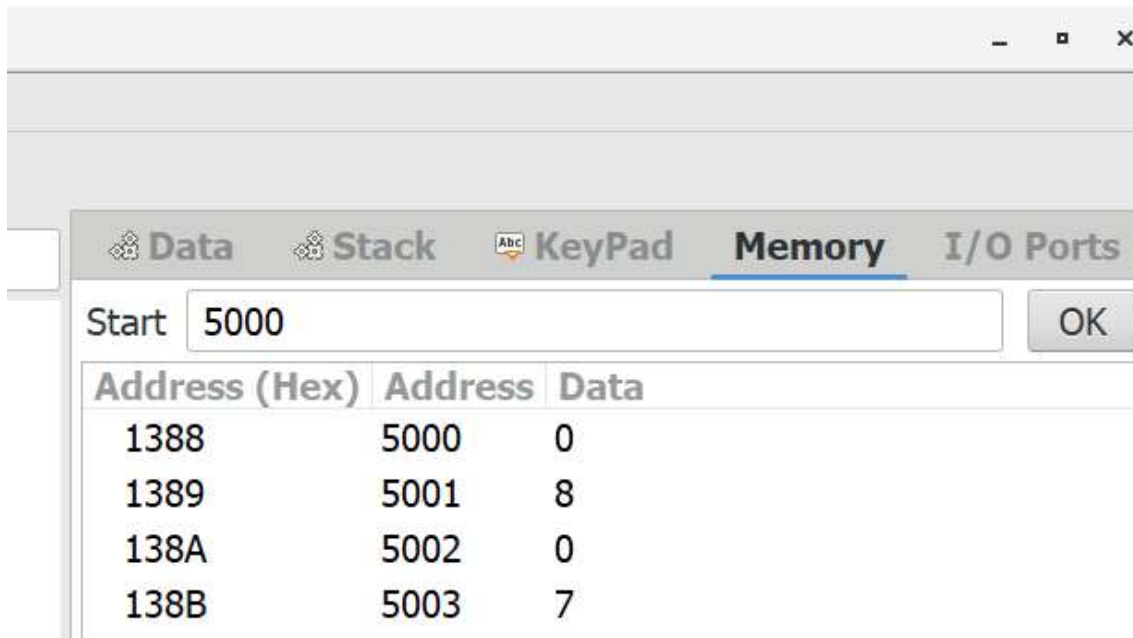 Data Stack KeyPad Memory I/O Ports
Start 5000 OK
Address (Hex) Address Data
1388 5000 0
1389 5001 8
138A 5002 0
138B 5003 7